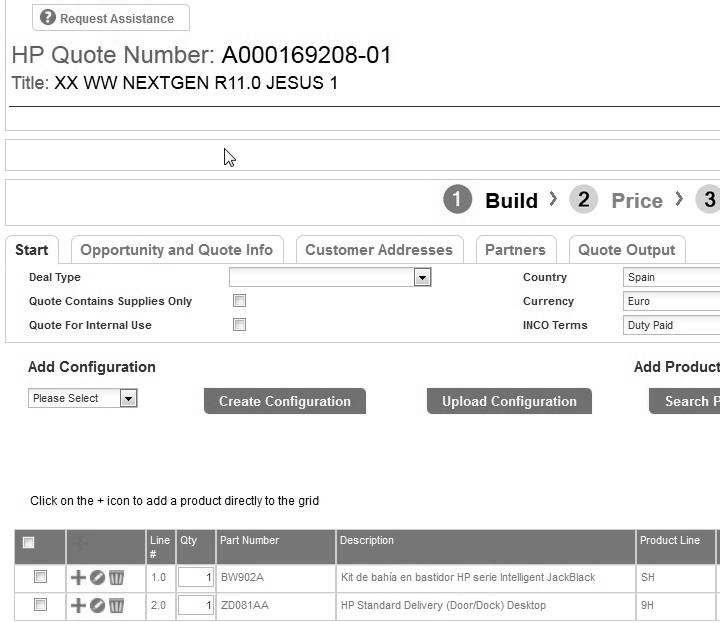 Request Assistance
HP Quote Number: A000169208-01
Title: XX WW NEXTGEN R11.0 JESUS 1
1 Build > 2 Price > 3
Start Opportunity and Quote Info Customer Addresses Partners Quote Output
Deal Type Country Spain
Quote Contains Supplies Only Currency Euro
Quote For Internal Use INCO Terms Duty Paid
Add Configuration Add Product
Please Select Create Configuration Upload Configuration Search P
Click on the + icon to add a product directly to the grid
Line # Qty Part Number Description Product Line
1.0 1 BW902A Kit de bahía en bastidor HP serie Intelligent JackBlack SH
2.0 1 ZD081AA HP Standard Delivery (Door/Dock) Desktop 9H